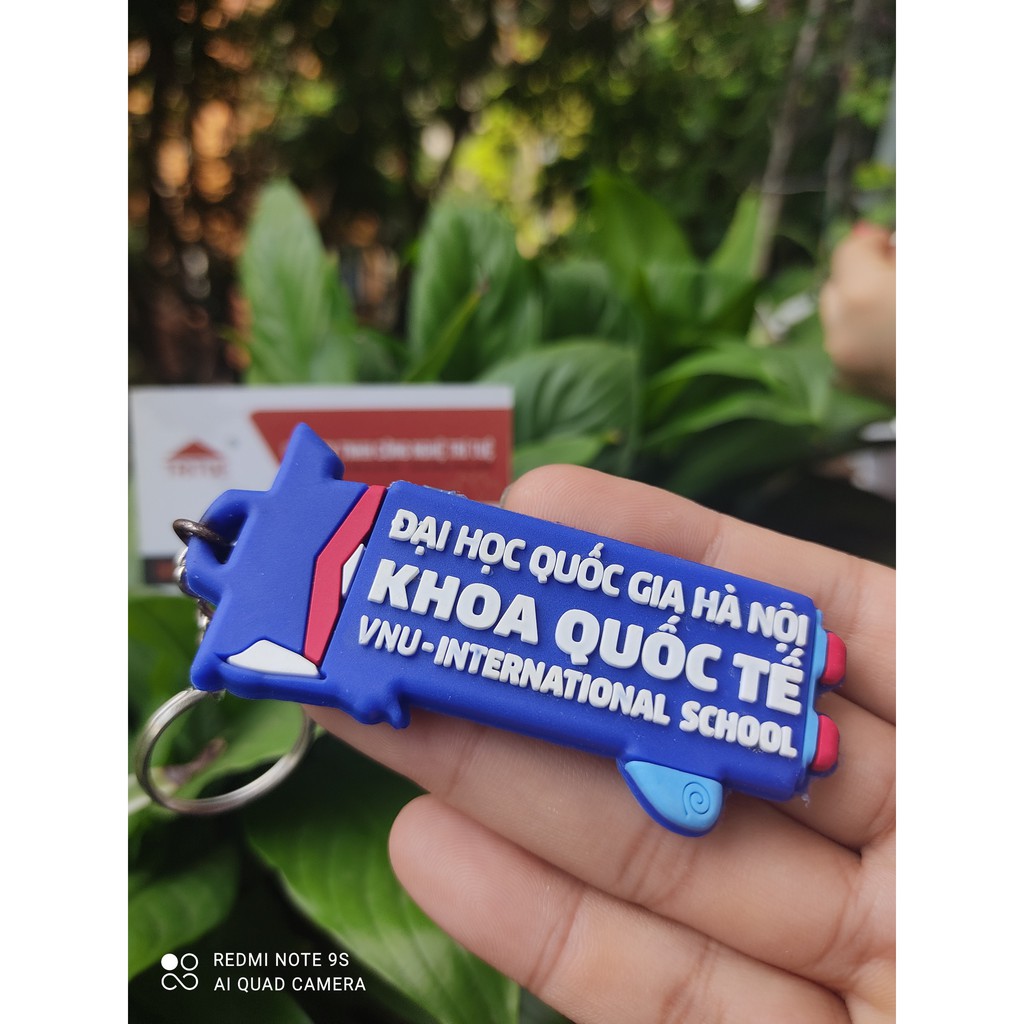 ĐẠI HỌC QUỐC GIA HÀ NỘI
KHOA QUỐC TẾ
VNU-INTERNATIONAL SCHOOL
REDMI NOTE 9S
AI QUAD CAMERA